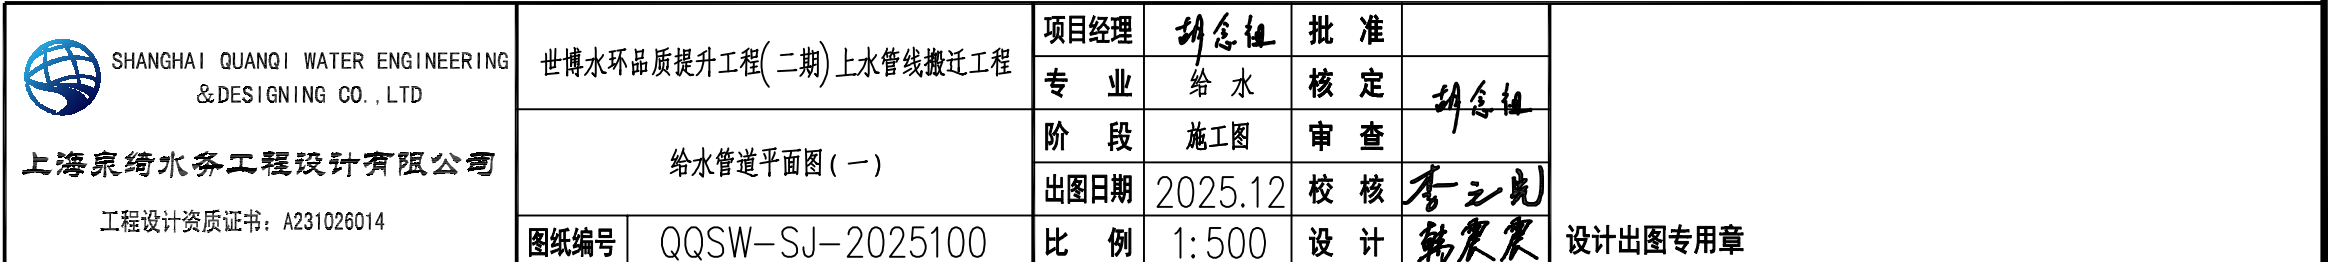 SHANGHAI QUANQI WATER ENGINEERING
&DESIGNING CO.,LTD
上海泉绮水务工程设计有限公司
工程设计资质证书：A231026014
世博水环品质提升工程(二期)上水管线搬迁工程
给水管道平面图(一)
图纸编号 QQSW-SJ-2025100
项目经理 胡念组 批 准
专 业 给 水 核 定
胡念组
阶 段 施工图 审 查
出图日期 2025.12 校 核
比 例 1:500 设 计 韩震震
设计出图专用章